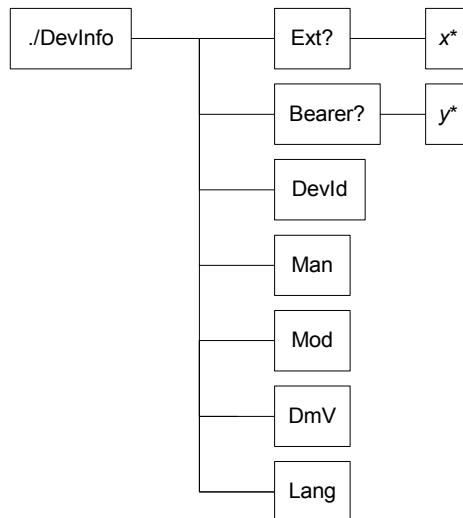 ./DevInfo Ext? x*
Bearer? y*
DevId
Man
Mod
DmV
Lang